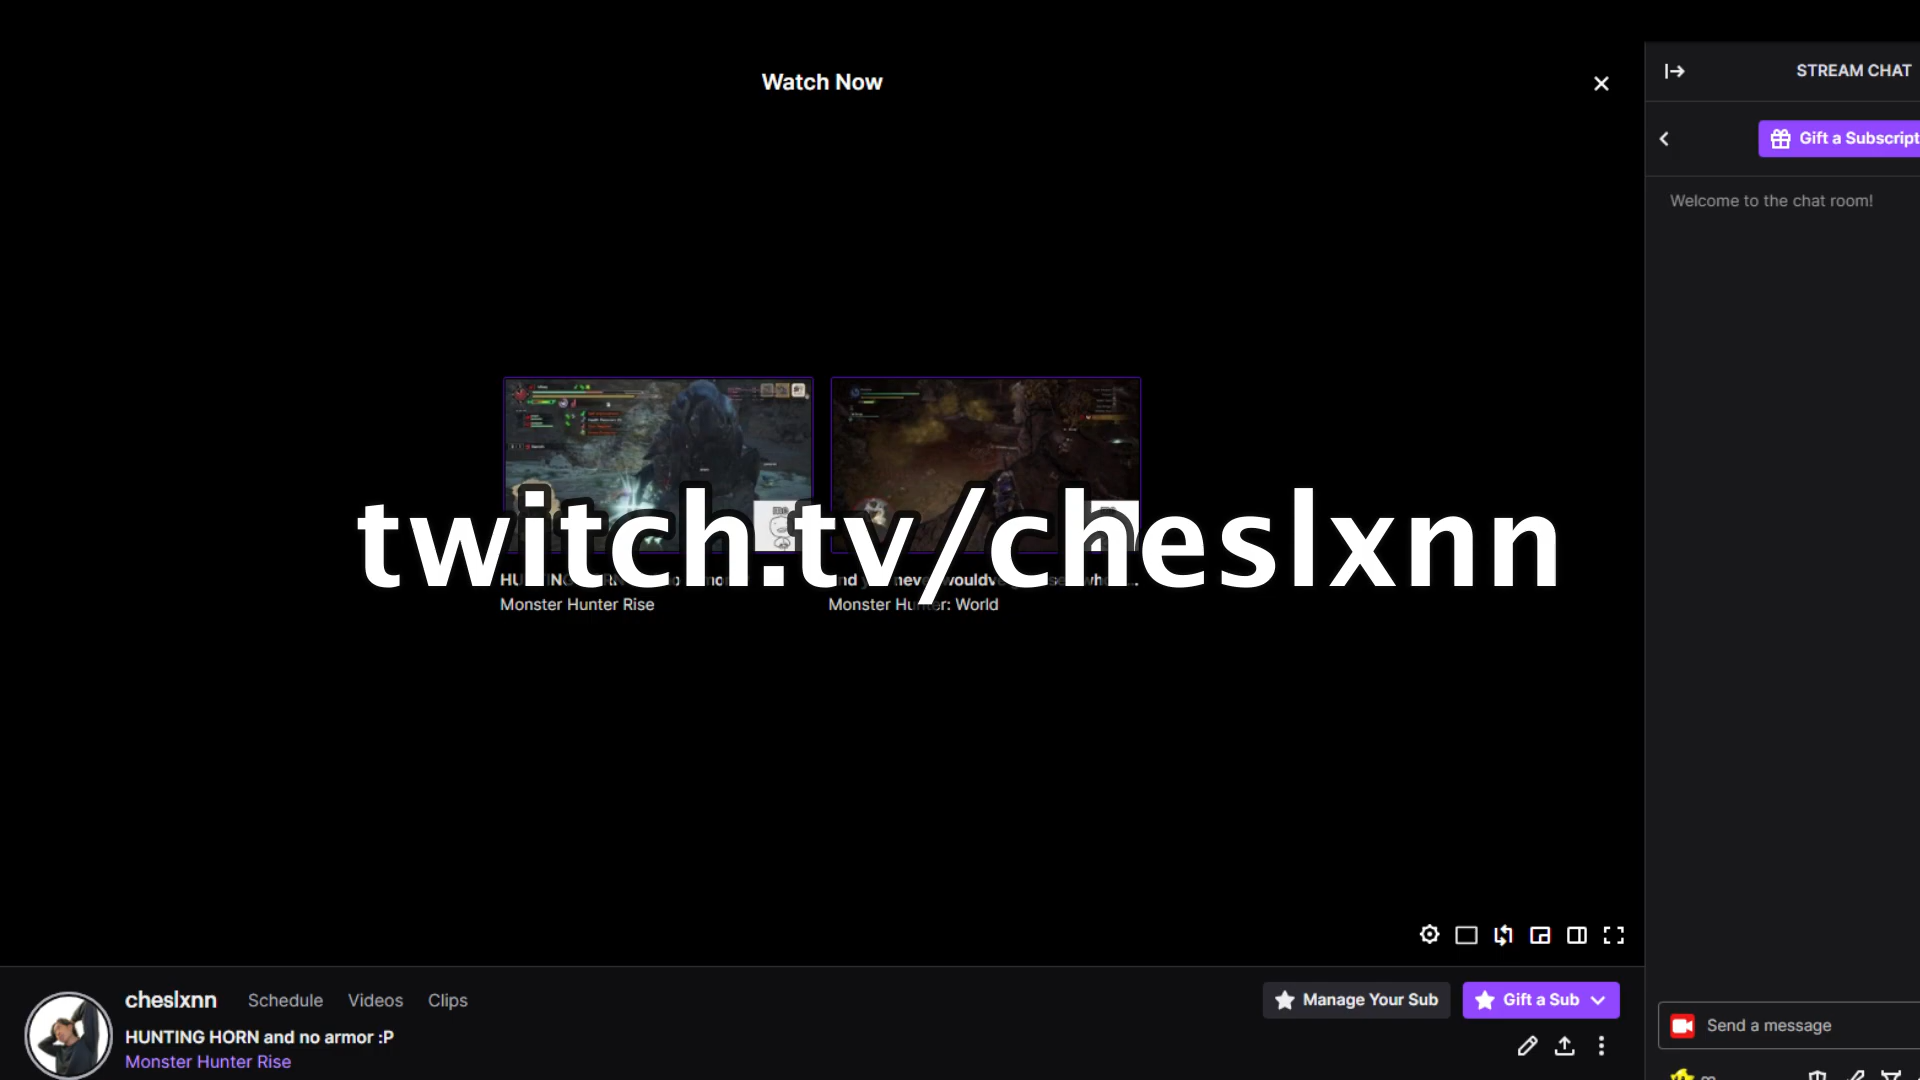 Watch Now
STREAM CHAT
Gift a Subscript
Welcome to the chat room!
twitch.tv/cheslxnn
Monster Hunter Rise
Monster Hunter: World
cheslxnn
Schedule
Videos
Clips
Manage Your Sub
Gift a Sub
HUNTING HORN and no armor :P
Monster Hunter Rise
Send a message